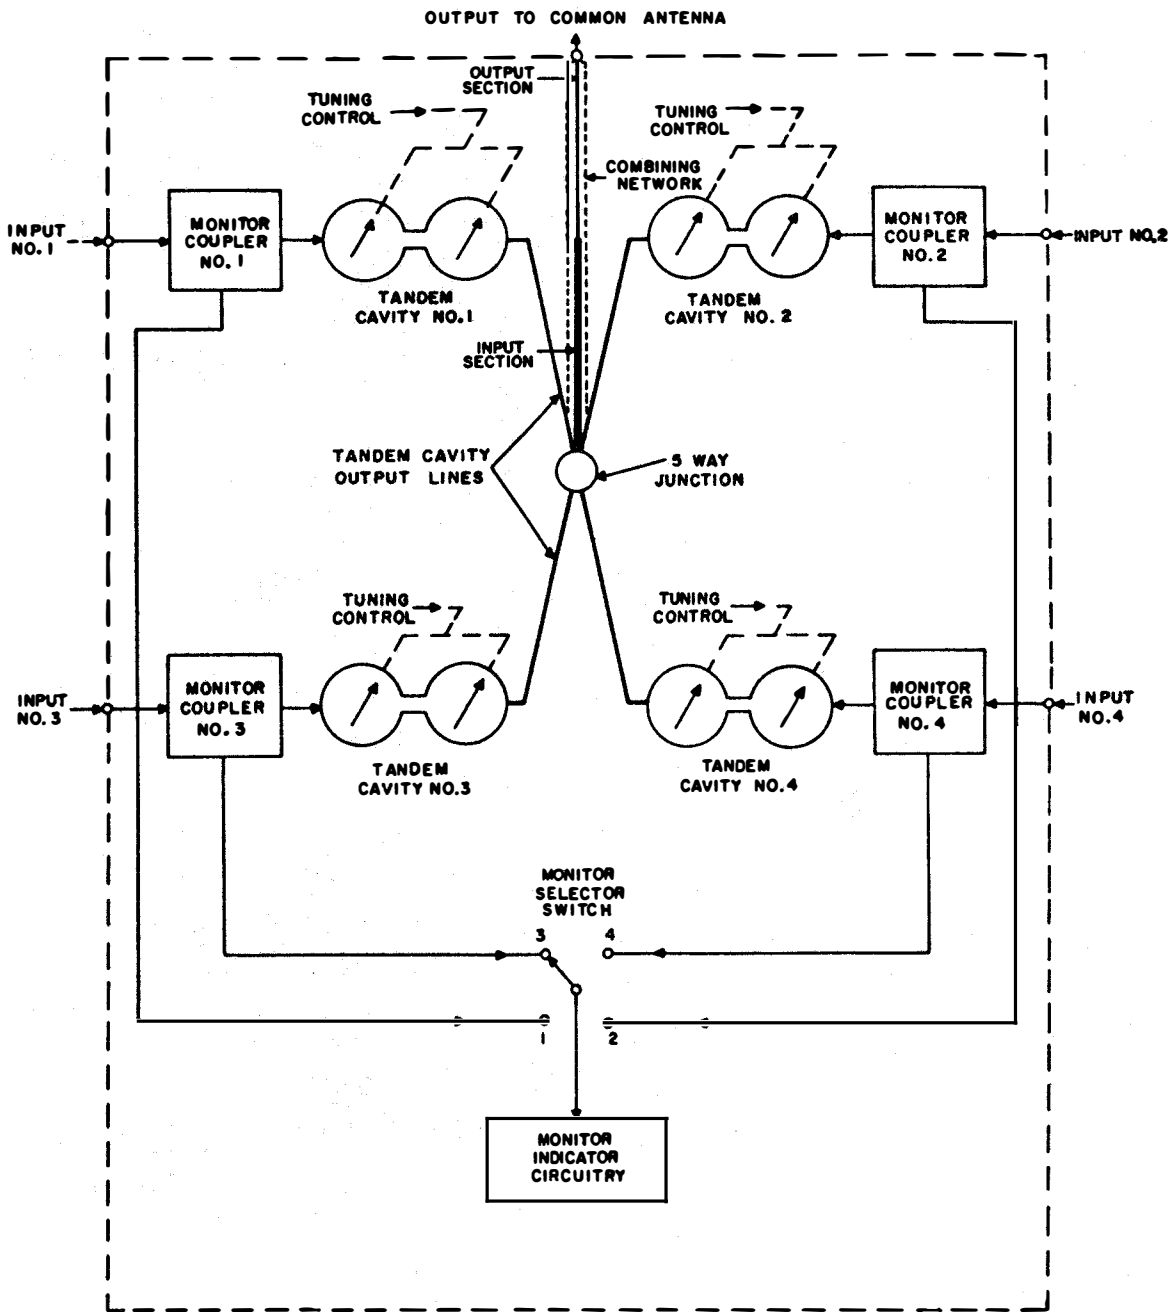 OUTPUT TO COMMON ANTENNA
OUTPUT
SECTION
TUNING
CONTROL
TUNING
CONTROL
COMBINING
NETWORK
INPUT
NO. 1
MONITOR
COUPLER
NO. 1
MONITOR
COUPLER
NO. 2
INPUT NO. 2
TANDEM
CAVITY NO. 1
TANDEM
CAVITY NO. 2
INPUT
SECTION
TANDEM CAVITY
OUTPUT LINES
5 WAY
JUNCTION
TUNING
CONTROL
TUNING
CONTROL
INPUT
NO. 3
MONITOR
COUPLER
NO. 3
MONITOR
COUPLER
NO. 4
INPUT
NO. 4
TANDEM
CAVITY NO. 3
TANDEM
CAVITY NO. 4
MONITOR
SELECTOR
SWITCH
3 4
1 2
MONITOR
INDICATOR
CIRCUITRY